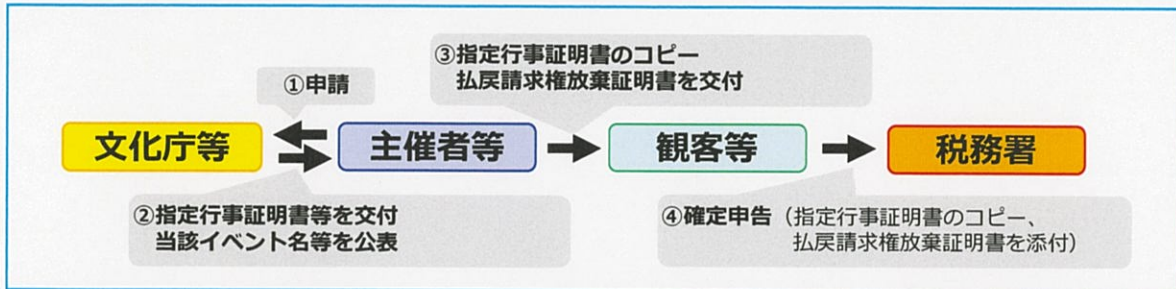 ③指定行事証明書のコピー
払戻請求権放棄証明書を交付
①申請
文化庁等
主催者等
観客等
税務署
②指定行事証明書等を交付
当該イベント名等を公表
④確定申告（指定行事証明書のコピー、
払戻請求権放棄証明書を添付）